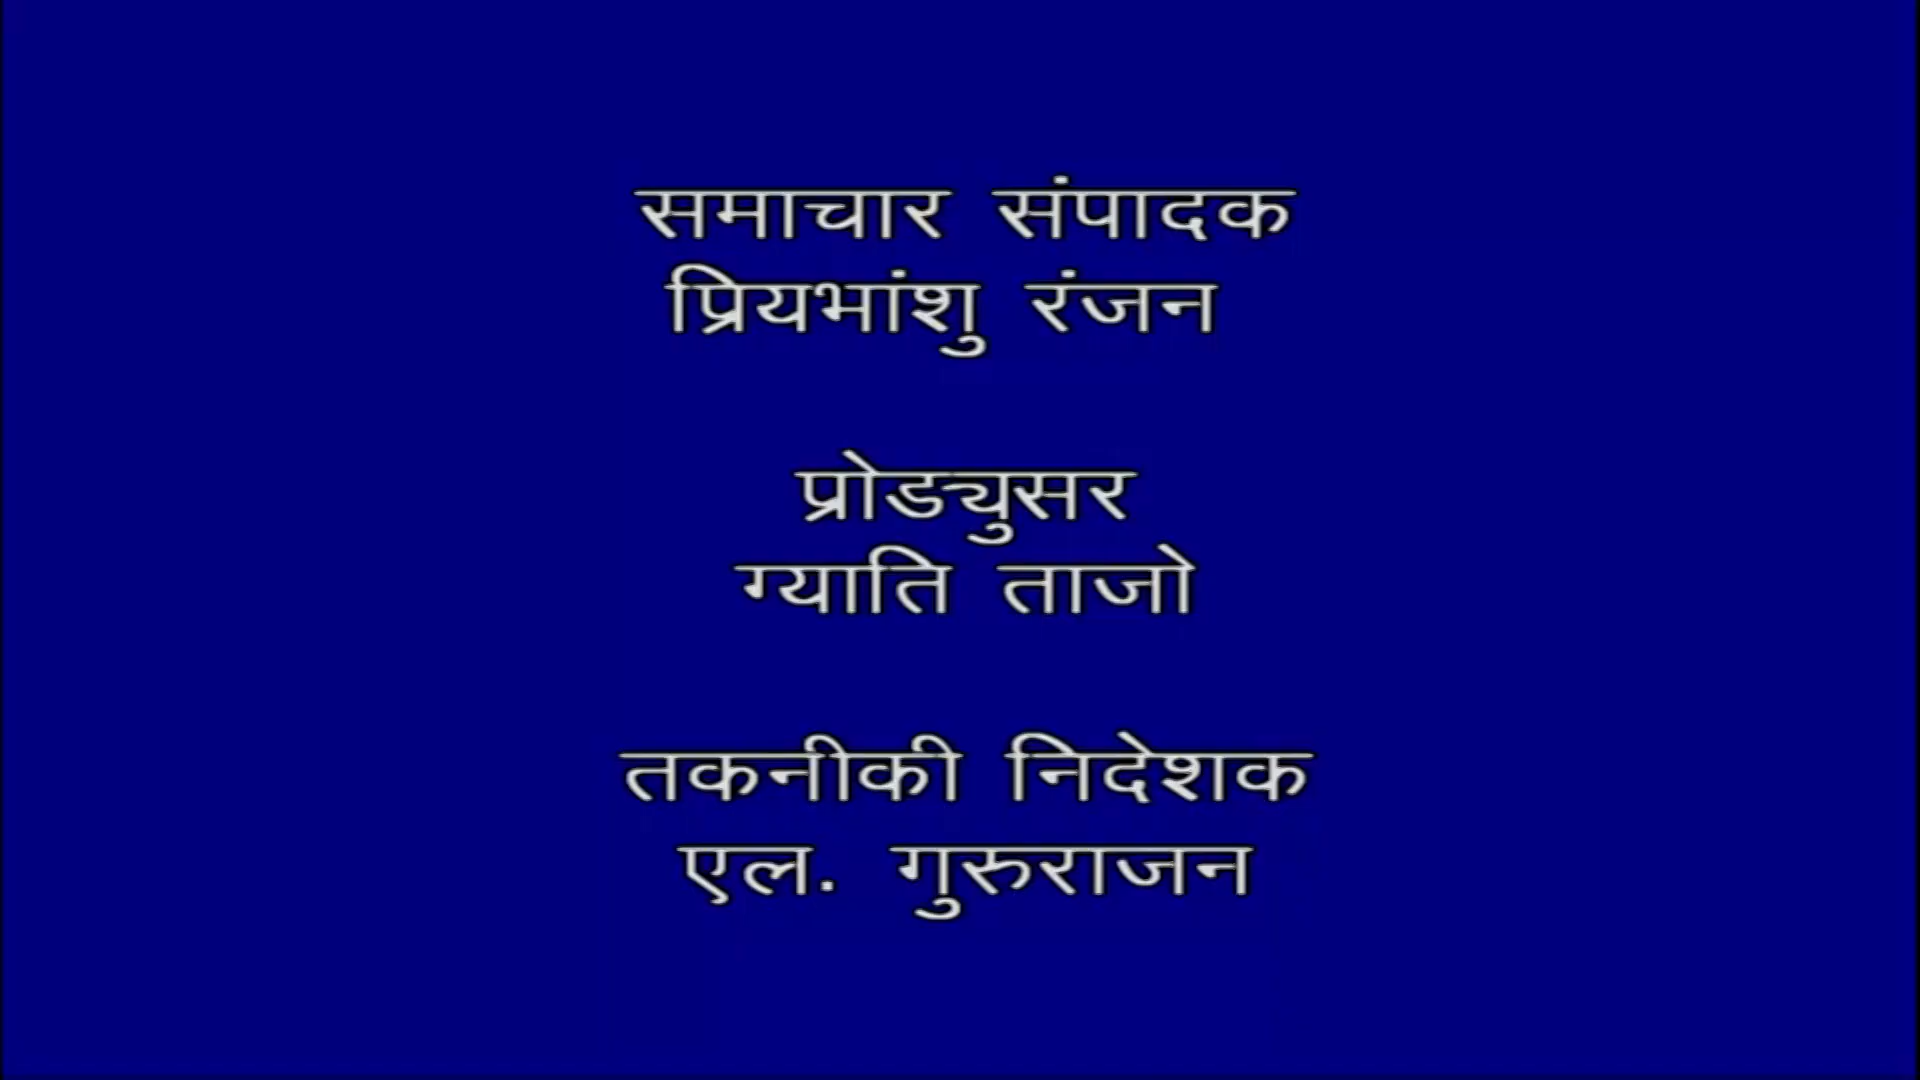 समाचार संपादक
प्रियभांशु रंजन
प्रोड्युसर
ग्याति ताजो
तकनीकी निदेशक
एल. गुरुराजन